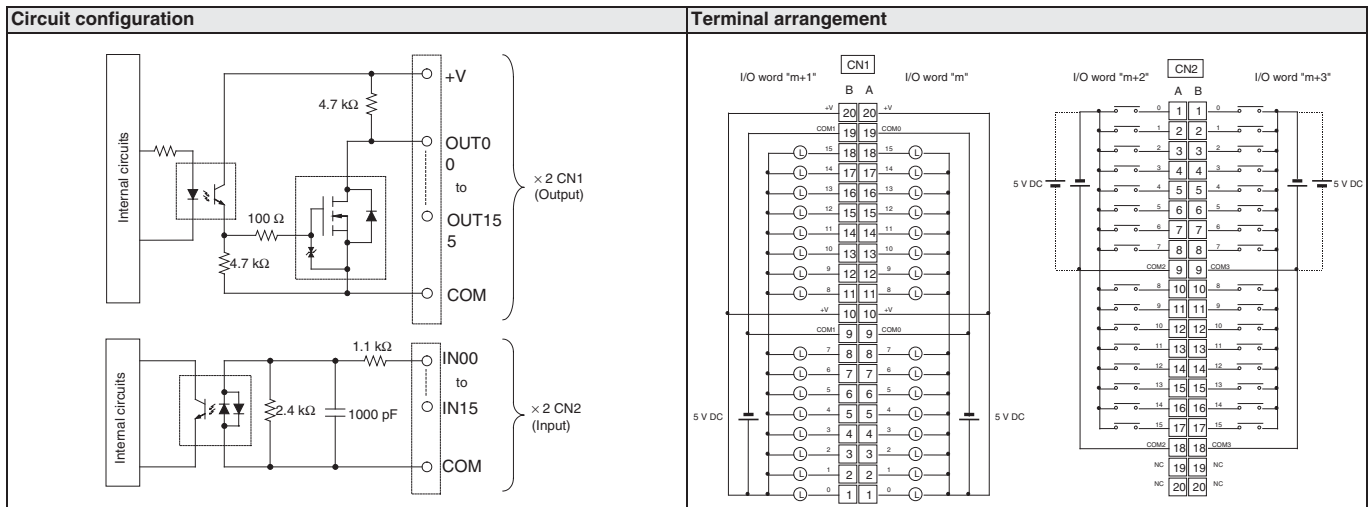 Circuit configuration
Internal circuits
4.7 kΩ
100 Ω
4.7 kΩ
+V
OUT0
0
to
OUT15
5
COM
× 2 CN1
(Output)
Internal circuits
1.1 kΩ
2.4 kΩ
1000 pF
IN00
to
IN15
COM
× 2 CN2
(Input)
Terminal arrangement
CN1
I/O word "m+1" I/O word "m"
B A
+V 20 20 +V
COM1 19 19 COM0
L 15 18 18 15 L
L 14 17 17 14 L
L 13 16 16 13 L
L 12 15 15 12 L
L 11 14 14 11 L
L 10 13 13 10 L
L 9 12 12 9 L
L 8 11 11 8 L
+V 10 10 +V
COM1 9 9 COM0
L 7 8 8 7 L
L 6 7 7 6 L
L 5 6 6 5 L
5 V DC L 4 5 5 4 L 5 V DC
L 3 4 4 3 L
L 2 3 3 2 L
L 1 2 2 1 L
L 0 1 1 0 L
CN2
I/O word "m+2" I/O word "m+3"
A B
0 1 1 0
1 2 2 1
2 3 3 2
3 4 4 3
5 V DC 4 5 5 4 5 V DC
5 6 6 5
6 7 7 6
7 8 8 7
COM2 9 9 COM3
8 10 10 8
9 11 11 9
10 12 12 10
11 13 13 11
12 14 14 12
13 15 15 13
14 16 16 14
15 17 17 15
COM2 18 18 COM3
NC 19 19 NC
NC 20 20 NC